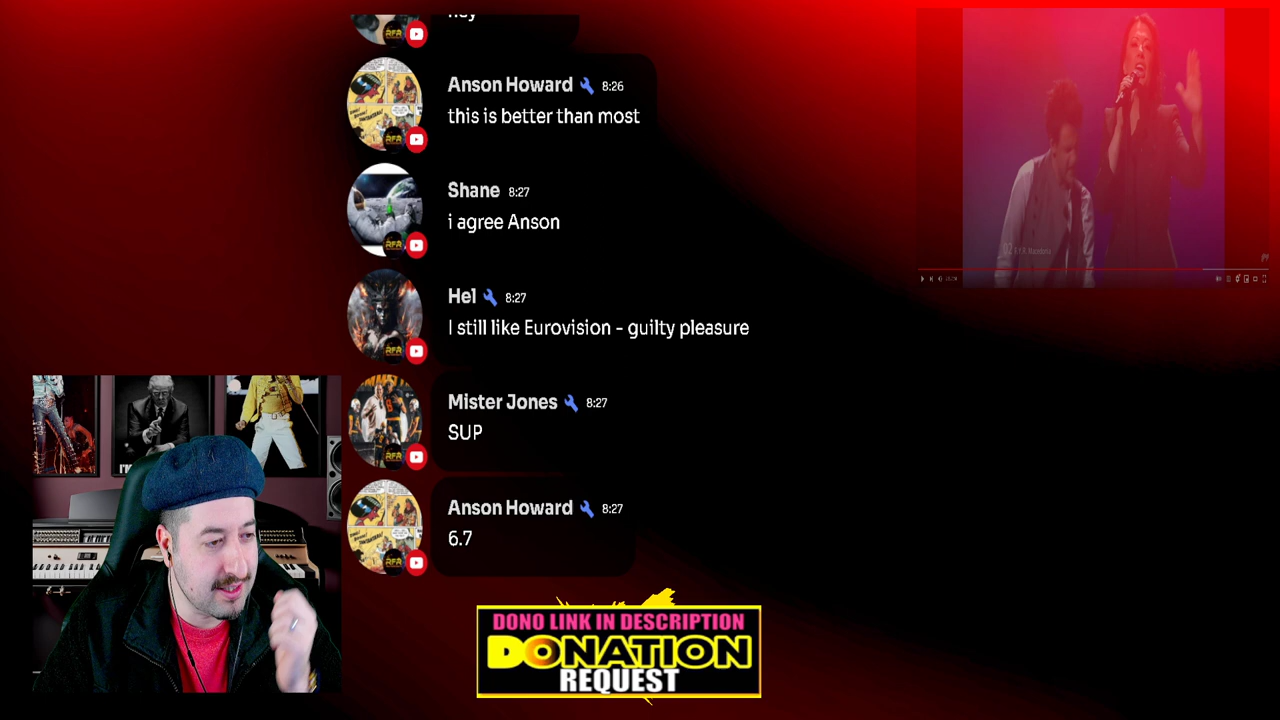 hey
Anson Howard 8:26
this is better than most
Shane 8:27
i agree Anson
Hel 8:27
I still like Eurovision - guilty pleasure
Mister Jones 8:27
SUP
Anson Howard 8:27
6.7
DONO LINK IN DESCRIPTION
DONATION
REQUEST